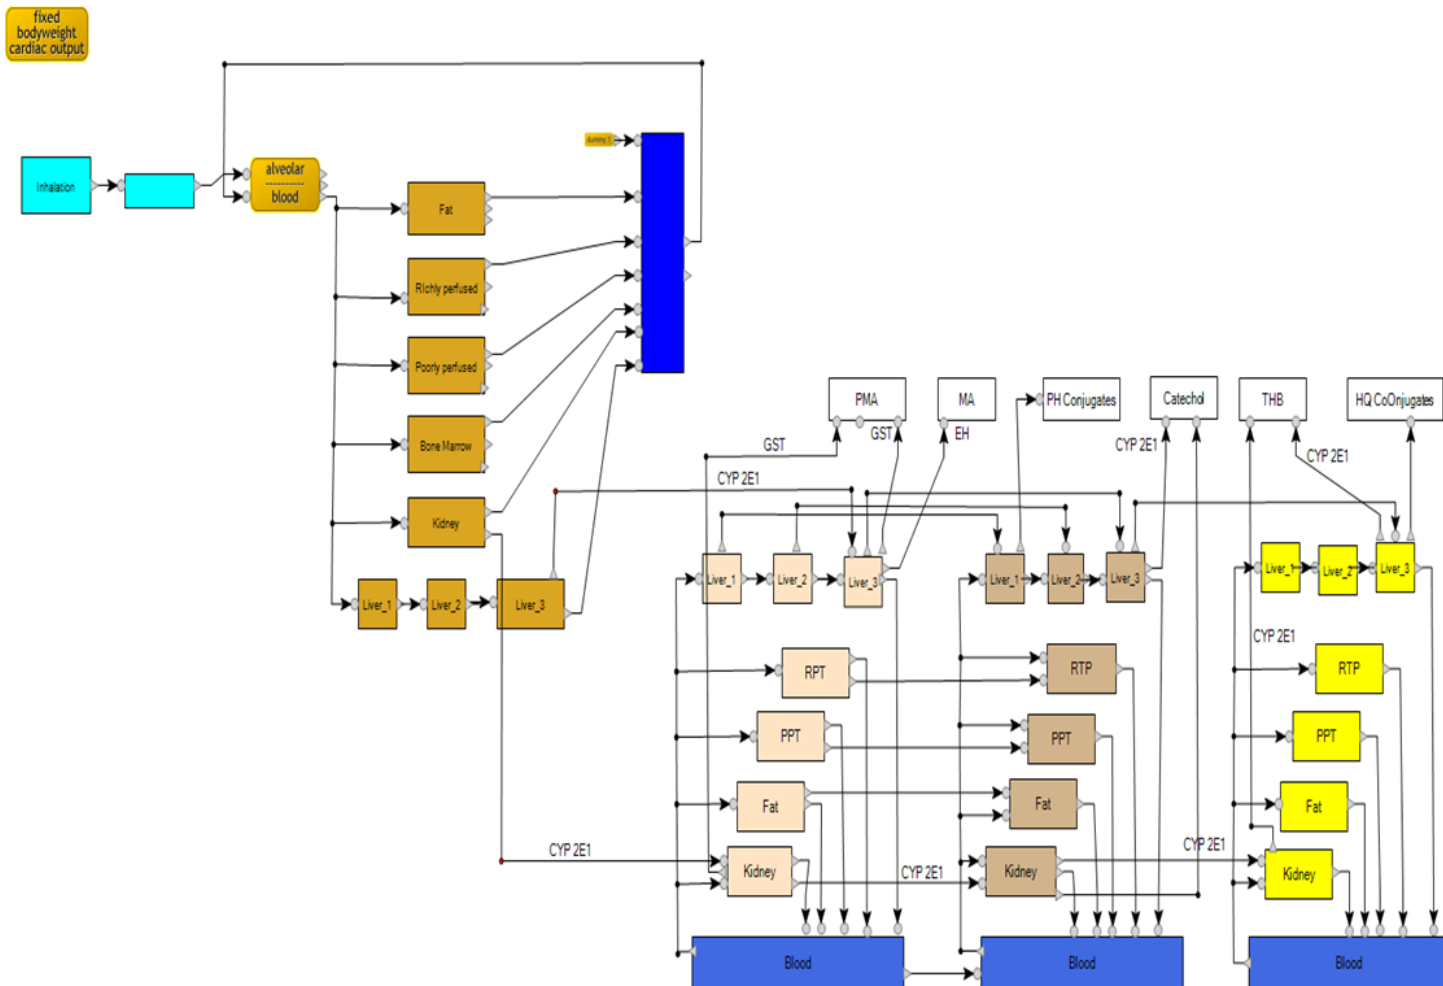 fixed
bodyweight
cardiac output
Inhalation
alveolar
----------
blood
dummy 1
Fat
Richly perfused
Poorly perfused
Bone Marrow
Kidney
Liver_1
Liver_2
Liver_3
PMA
MA
PH Conjugates
Catechol
THB
HQ CoOnjugates
GST
GST
EH
CYP 2E1
CYP 2E1
CYP 2E1
Liver_1
Liver_2
Liver_3
Liver_1
Liver_2
Liver_3
Liver_1
Liver_2
Liver_3
CYP 2E1
RPT
RTP
RTP
PPT
PPT
PPT
Fat
Fat
Fat
CYP 2E1
Kidney
CYP 2E1
Kidney
CYP 2E1
Kidney
Blood
Blood
Blood